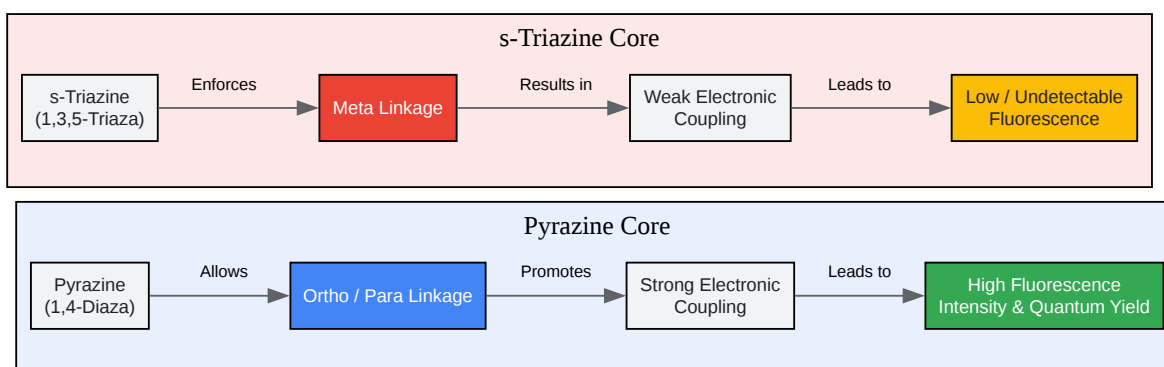 s-Triazine Core
s-Triazine
(1,3,5-Triaza)
Enforces
Meta Linkage
Results in
Weak Electronic
Coupling
Leads to
Low / Undetectable
Fluorescence
Pyrazine Core
Pyrazine
(1,4-Diaza)
Allows
Ortho / Para Linkage
Promotes
Strong Electronic
Coupling
Leads to
High Fluorescence
Intensity & Quantum Yield